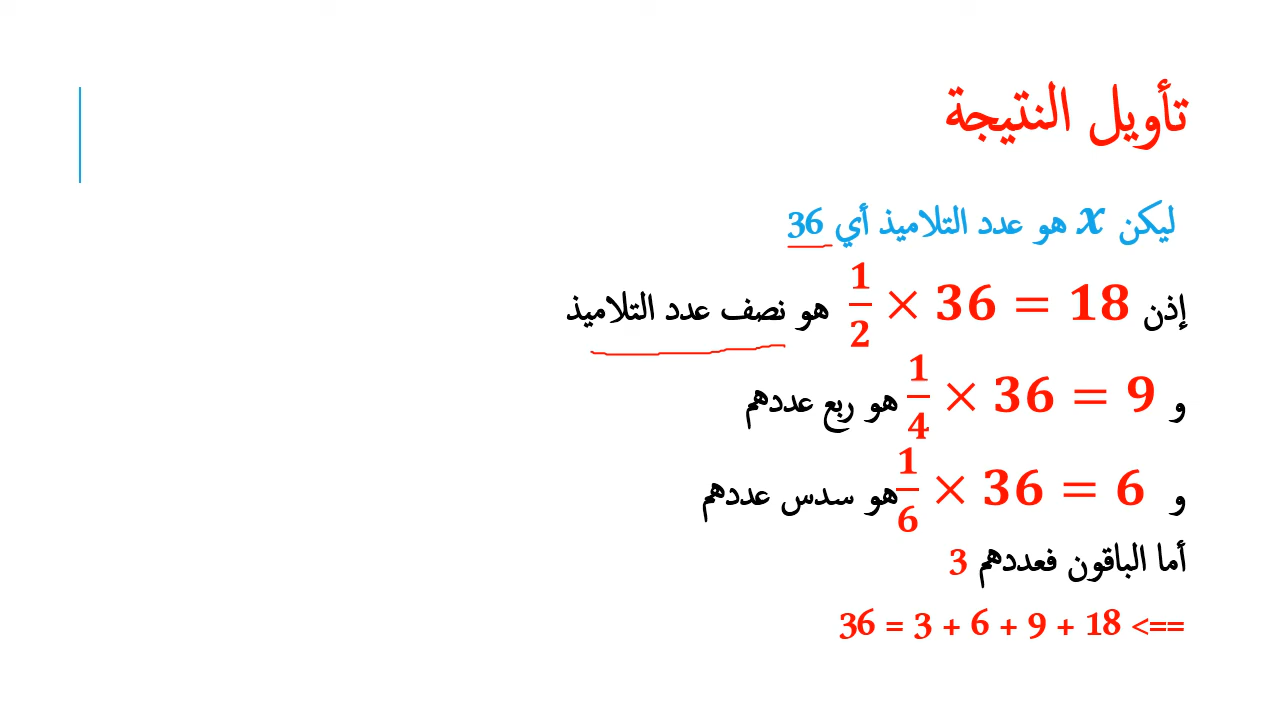 تأويل النتيجة
ليكن x هو عدد التلاميذ أي 36
إذن 1/2 × 36 = 18 هو نصف عدد التلاميذ
و 1/4 × 36 = 9 هو ربع عددهم
و 1/6 × 36 = 6 هو سدس عددهم
أما الباقون فعددهم 3
36 = 3 + 6 + 9 + 18 <==